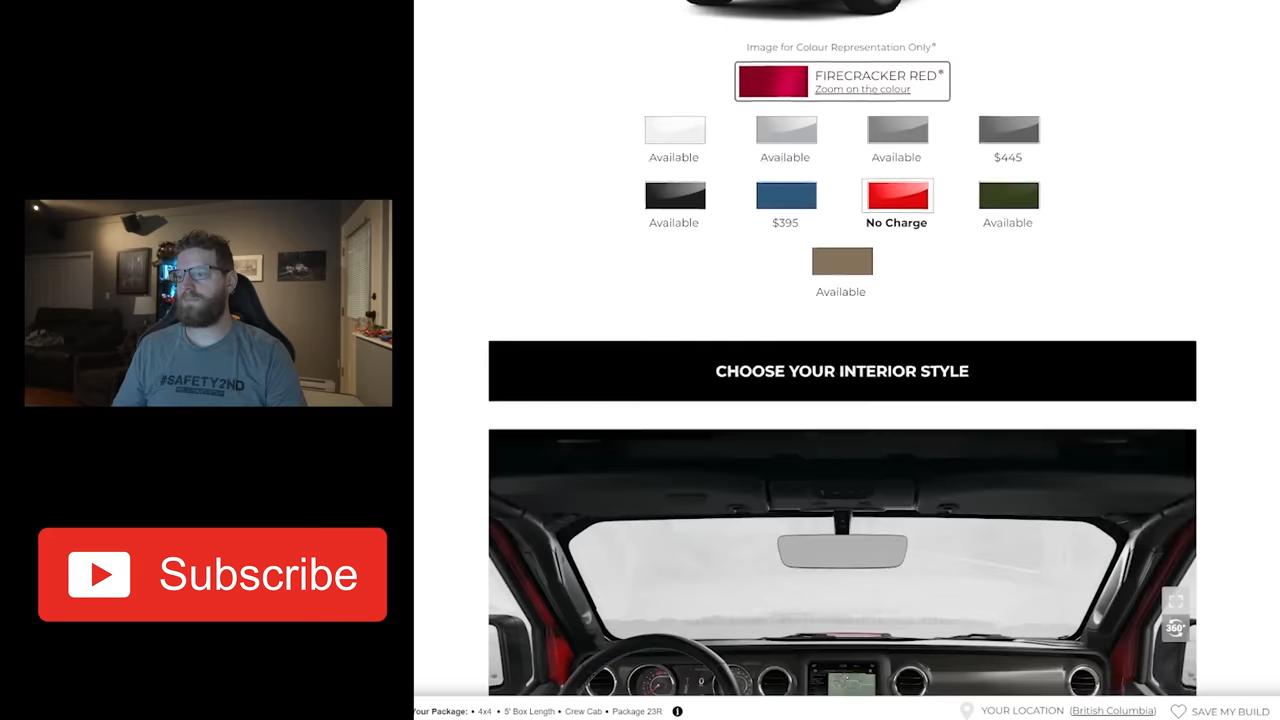 Image for Colour Representation Only*
FIRECRACKER RED*
Zoom on the colour
Available
Available
Available
$445
Available
$395
No Charge
Available
Available
CHOOSE YOUR INTERIOR STYLE
#SAFETY2ND
Subscribe
360°
Your Package: • 4x4 • 5' Box Length • Crew Cab • Package 23R
YOUR LOCATION (British Columbia)
SAVE MY BUILD